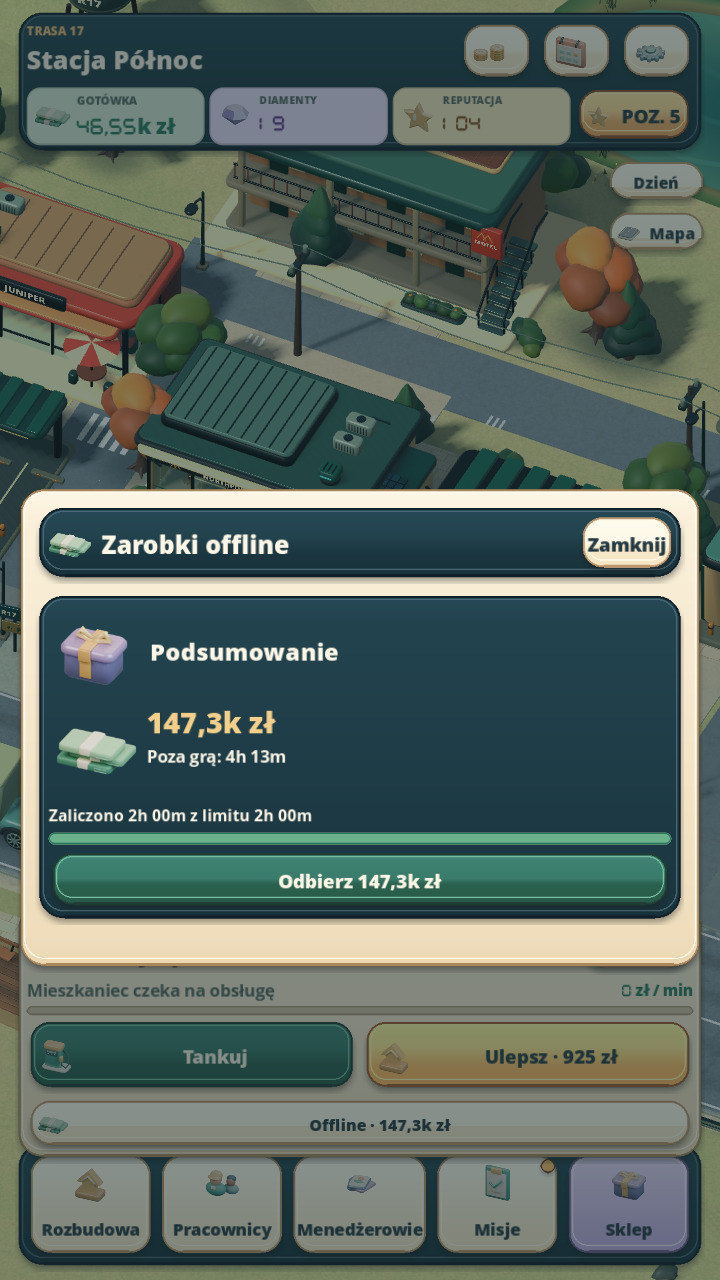 TRASA 17
Stacja Północ
GOTÓWKA
46,55k zł
DIAMENTY
19
REPUTACJA
104
POZ. 5
Dzień
Mapa
MOTEL
JUNIPER
R17
Zarobki offline
Zamknij
Podsumowanie
147,3k zł
Poza grą: 4h 13m
Zaliczono 2h 00m z limitu 2h 00m
Odbierz 147,3k zł
Mieszkaniec czeka na obsługę
0 zł / min
Tankuj
Ulepsz · 925 zł
Offline · 147,3k zł
Rozbudowa
Pracownicy
Menedżerowie
Misje
Sklep